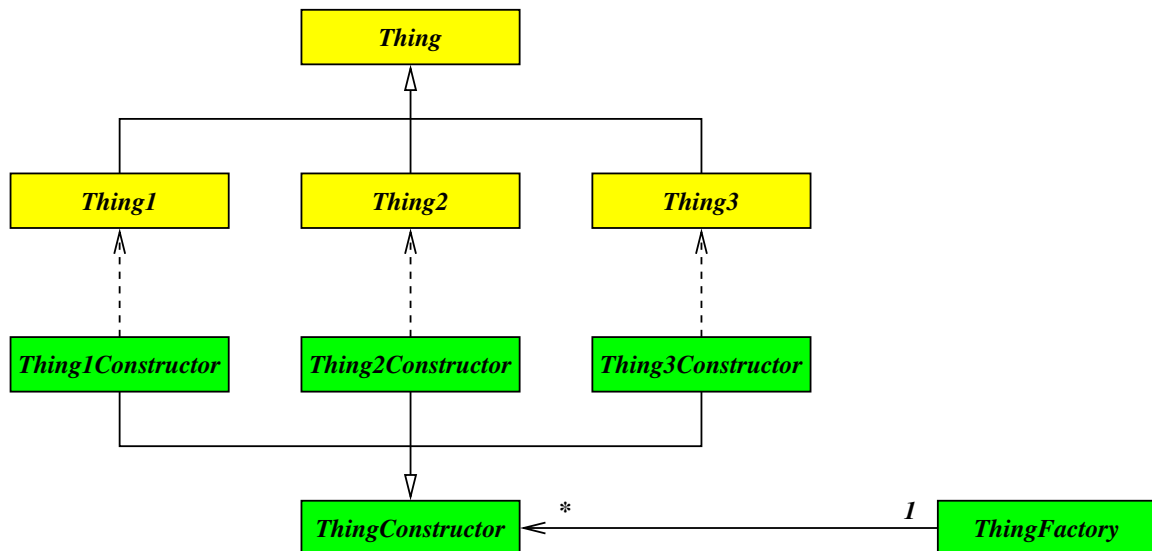 Thing
Thing1
Thing2
Thing3
Thing1Constructor
Thing2Constructor
Thing3Constructor
ThingConstructor
*
1
ThingFactory